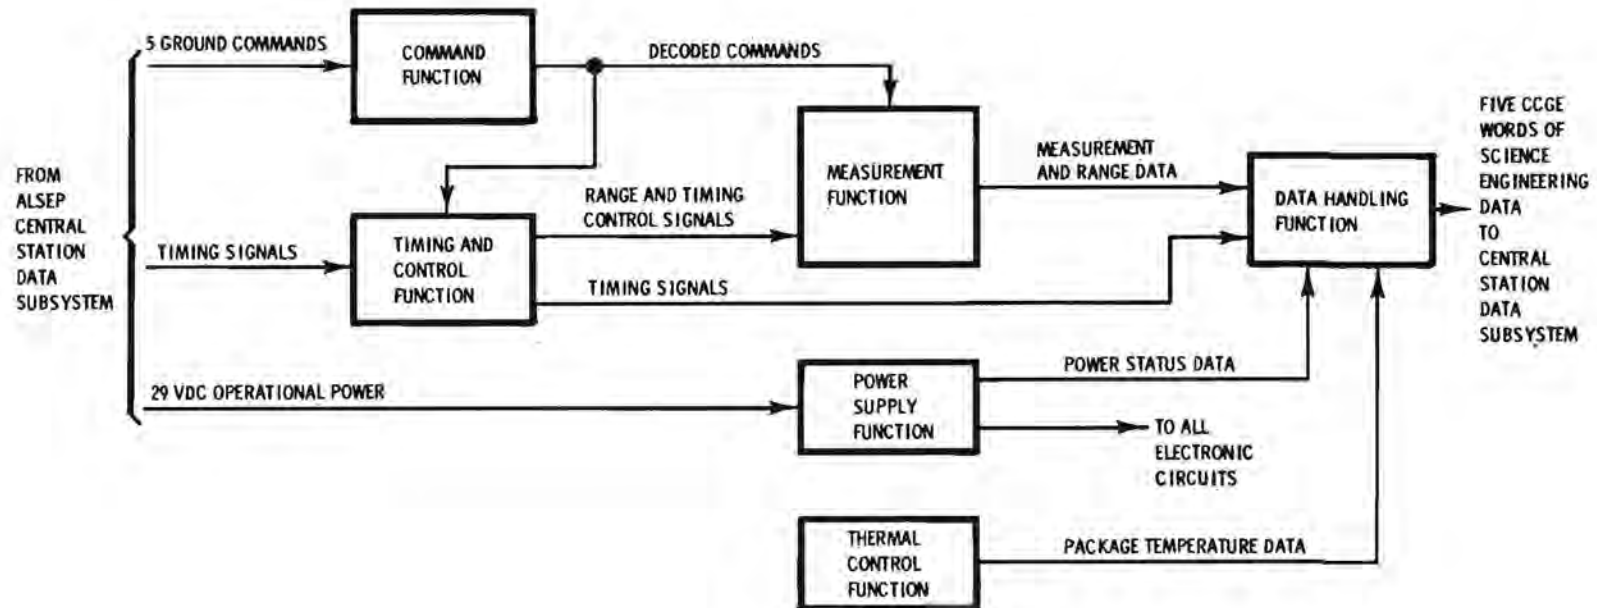 FROM
ALSEP
CENTRAL
STATION
DATA
SUBSYSTEM
5 GROUND COMMANDS
COMMAND
FUNCTION
DECODED COMMANDS
TIMING SIGNALS
TIMING AND
CONTROL
FUNCTION
RANGE AND TIMING
CONTROL SIGNALS
TIMING SIGNALS
MEASUREMENT
FUNCTION
MEASUREMENT
AND RANGE DATA
DATA HANDLING
FUNCTION
FIVE CCGE
WORDS OF
SCIENCE
ENGINEERING
DATA
TO
CENTRAL
STATION
DATA
SUBSYSTEM
29 VDC OPERATIONAL POWER
POWER
SUPPLY
FUNCTION
POWER STATUS DATA
TO ALL
ELECTRONIC
CIRCUITS
THERMAL
CONTROL
FUNCTION
PACKAGE TEMPERATURE DATA